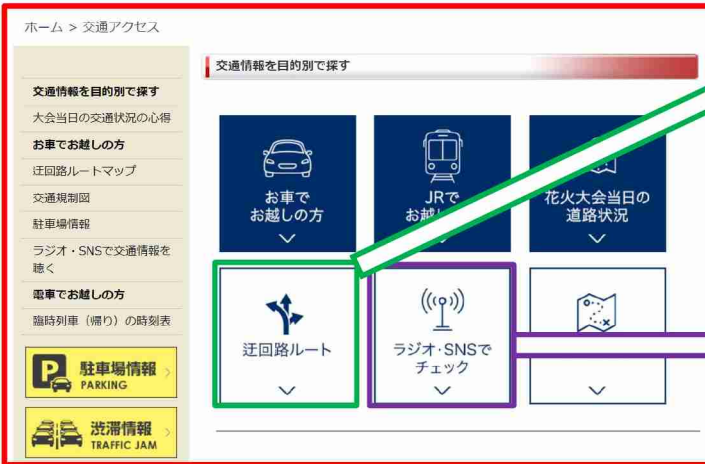 ホーム > 交通アクセス
交通情報を目的別で探す
交通情報を目的別で探す
大会当日の交通状況の心得
お車でお越しの方
迂回路ルートマップ
交通規制図
駐車場情報
ラジオ・SNSで交通情報を
聴く
電車でお越しの方
臨時列車（帰り）の時刻表
P 駐車場情報
PARKING
渋滞情報
TRAFFIC JAM
お車で
お越しの方
JRで
お越し
花火大会当日の
道路状況
迂回路ルート
ラジオ・SNSで
チェック